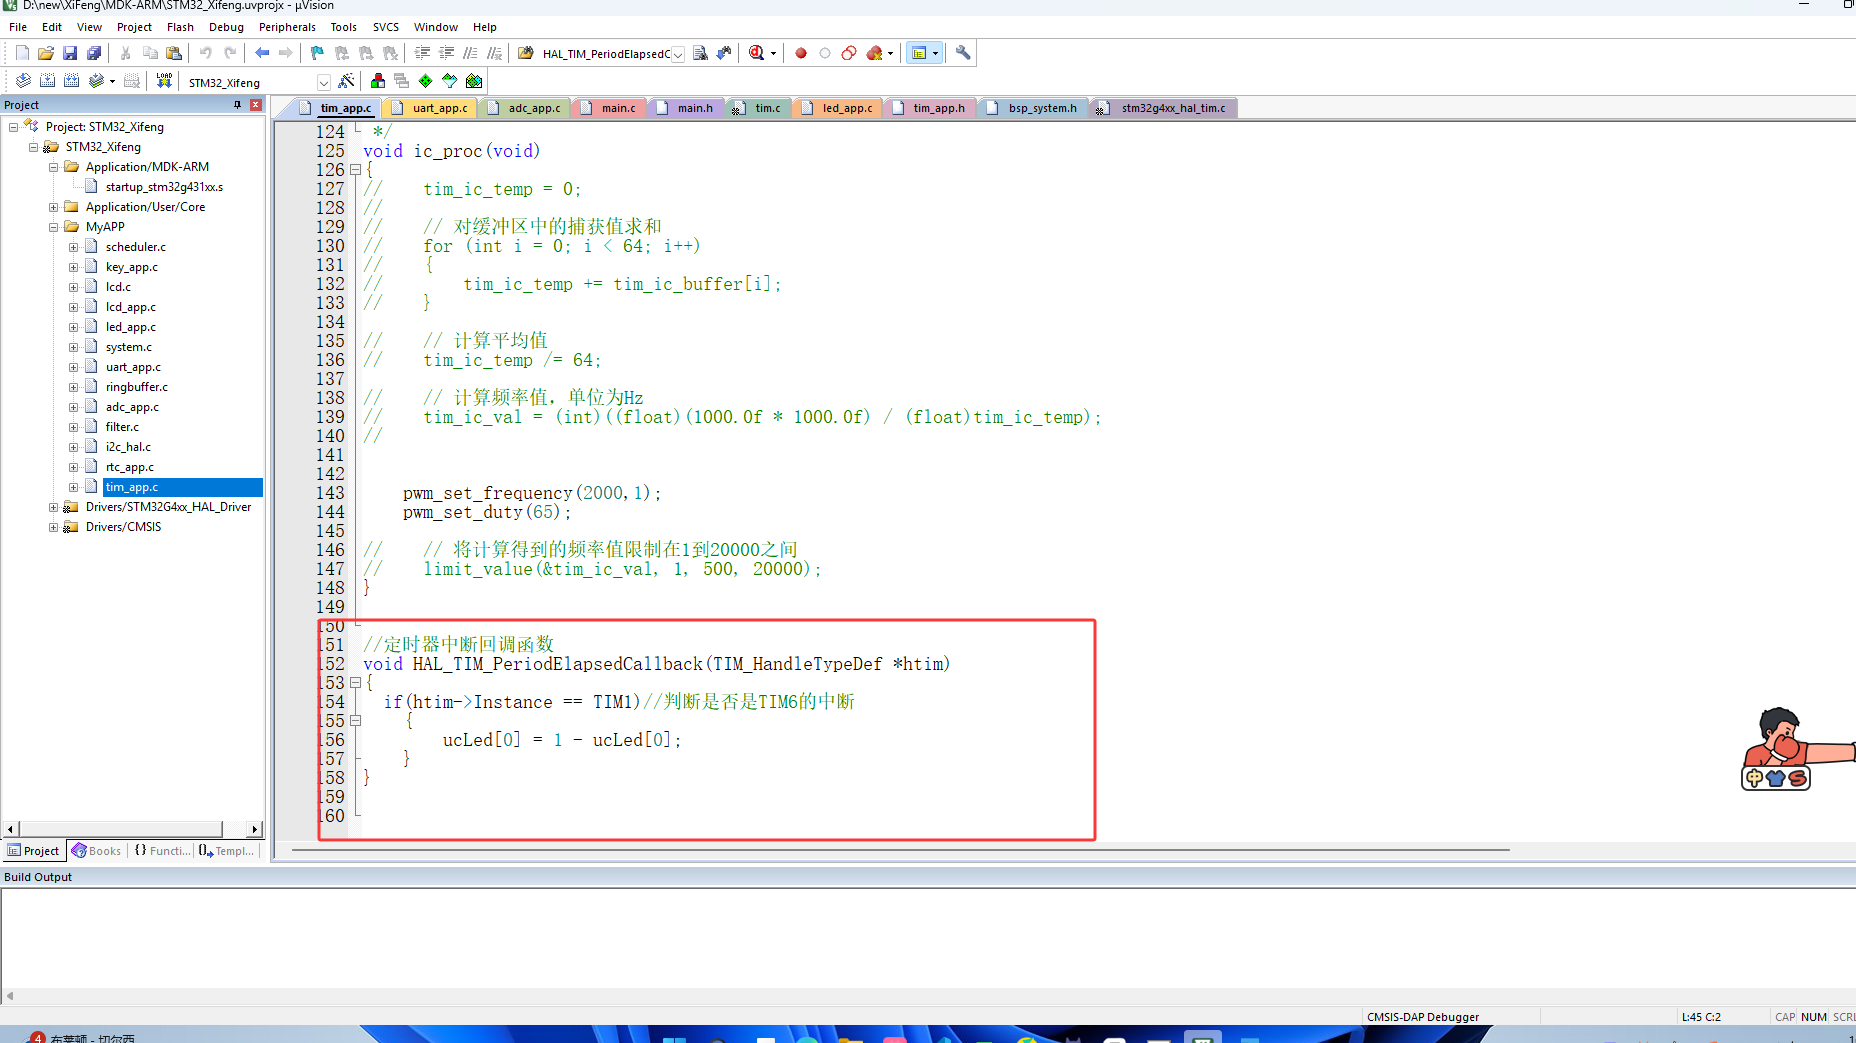 D:\new\XiFeng\MDK-ARM\STM32_Xifeng.uvprojx - µVision
File Edit View Project Flash Debug Peripherals Tools SVCS Window Help
HAL_TIM_PeriodElapsedC
LOAD STM32_Xifeng
Project
tim_app.c uart_app.c adc_app.c main.c main.h tim.c led_app.c tim_app.h bsp_system.h stm32g4xx_hal_tim.c
Project: STM32_Xifeng
STM32_Xifeng
Application/MDK-ARM
startup_stm32g431xx.s
Application/User/Core
MyAPP
scheduler.c
key_app.c
lcd.c
lcd_app.c
led_app.c
system.c
uart_app.c
ringbuffer.c
adc_app.c
filter.c
i2c_hal.c
rtc_app.c
tim_app.c
Drivers/STM32G4xx_HAL_Driver
Drivers/CMSIS
124 */
125 void ic_proc(void)
126 {
127 // tim_ic_temp = 0;
128 //
129 // // 对缓冲区中的捕获值求和
130 // for (int i = 0; i < 64; i++)
131 // {
132 // tim_ic_temp += tim_ic_buffer[i];
133 // }
134
135 // // 计算平均值
136 // tim_ic_temp /= 64;
137
138 // // 计算频率值，单位为Hz
139 // tim_ic_val = (int)((float)(1000.0f * 1000.0f) / (float)tim_ic_temp);
140 //
141
142
143 pwm_set_frequency(2000,1);
144 pwm_set_duty(65);
145
146 // // 将计算得到的频率值限制在1到20000之间
147 // limit_value(&tim_ic_val, 1, 500, 20000);
148 }
149
150
151 //定时器中断回调函数
152 void HAL_TIM_PeriodElapsedCallback(TIM_HandleTypeDef *htim)
153 {
154 if(htim->Instance == TIM1)//判断是否是TIM6的中断
155 {
156 ucLed[0] = 1 - ucLed[0];
157 }
158 }
159
160
中 S
Project Books {} Functi... Templ...
Build Output
CMSIS-DAP Debugger L:45 C:2 CAP NUM SCRL
4 布莱顿 - 切尔西